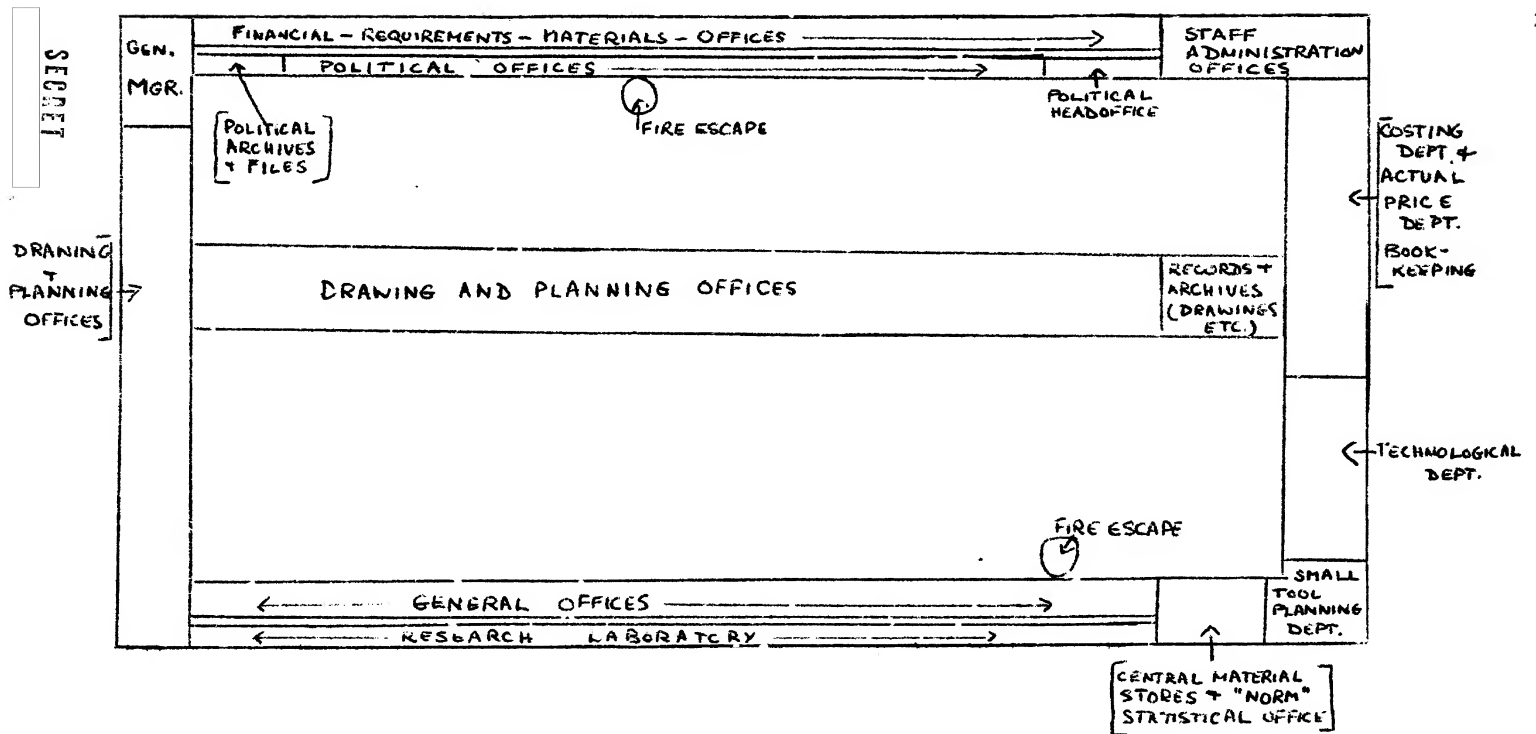 SECRET
GEN.
MGR.
FINANCIAL - REQUIREMENTS - MATERIALS - OFFICES
POLITICAL OFFICES
STAFF
ADMINISTRATION
OFFICES
POLITICAL
ARCHIVES
+ FILES
FIRE ESCAPE
POLITICAL
HEADOFFICE
COSTING
DEPT. +
ACTUAL
PRICE
DEPT.
BOOK-
KEEPING
DRANING
+
PLANNING
OFFICES
DRAWING AND PLANNING OFFICES
RECORDS +
ARCHIVES
(DRAWINGS
ETC.)
TECHNOLOGICAL
DEPT.
FIRE ESCAPE
GENERAL OFFICES
RESEARCH LABORATCRY
SMALL
TOOL
PLANNING
DEPT.
CENTRAL MATERIAL
STORES + "NORM"
STATISTICAL OFFICE